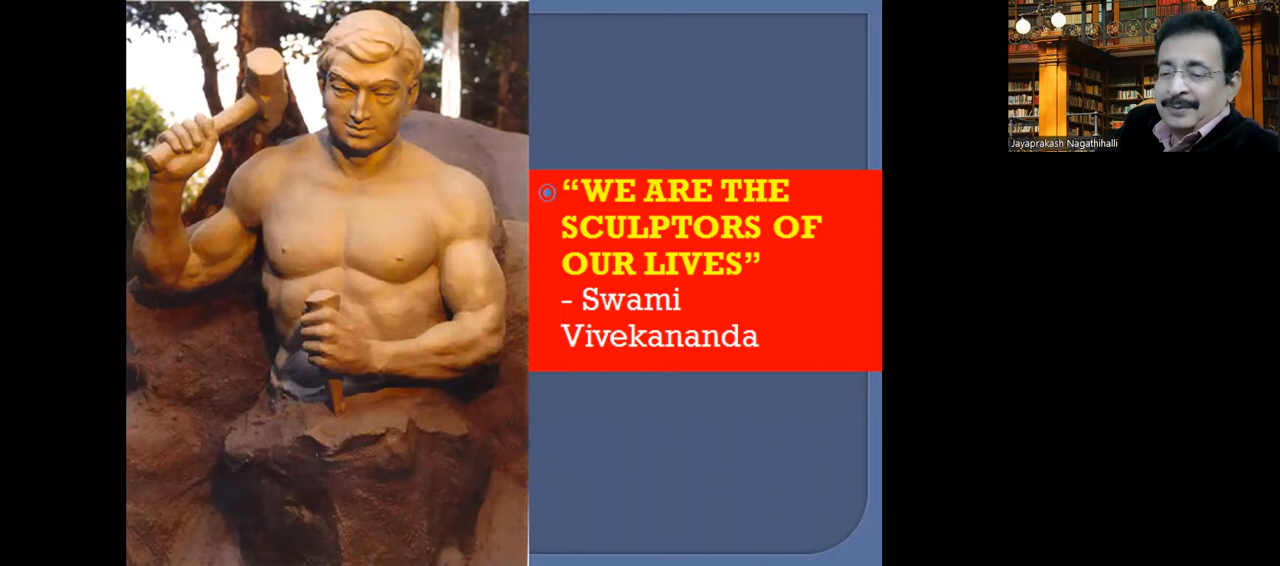 “WE ARE THE
SCULPTORS OF
OUR LIVES”
- Swami
Vivekananda
Jayaprakash Nagathihalli